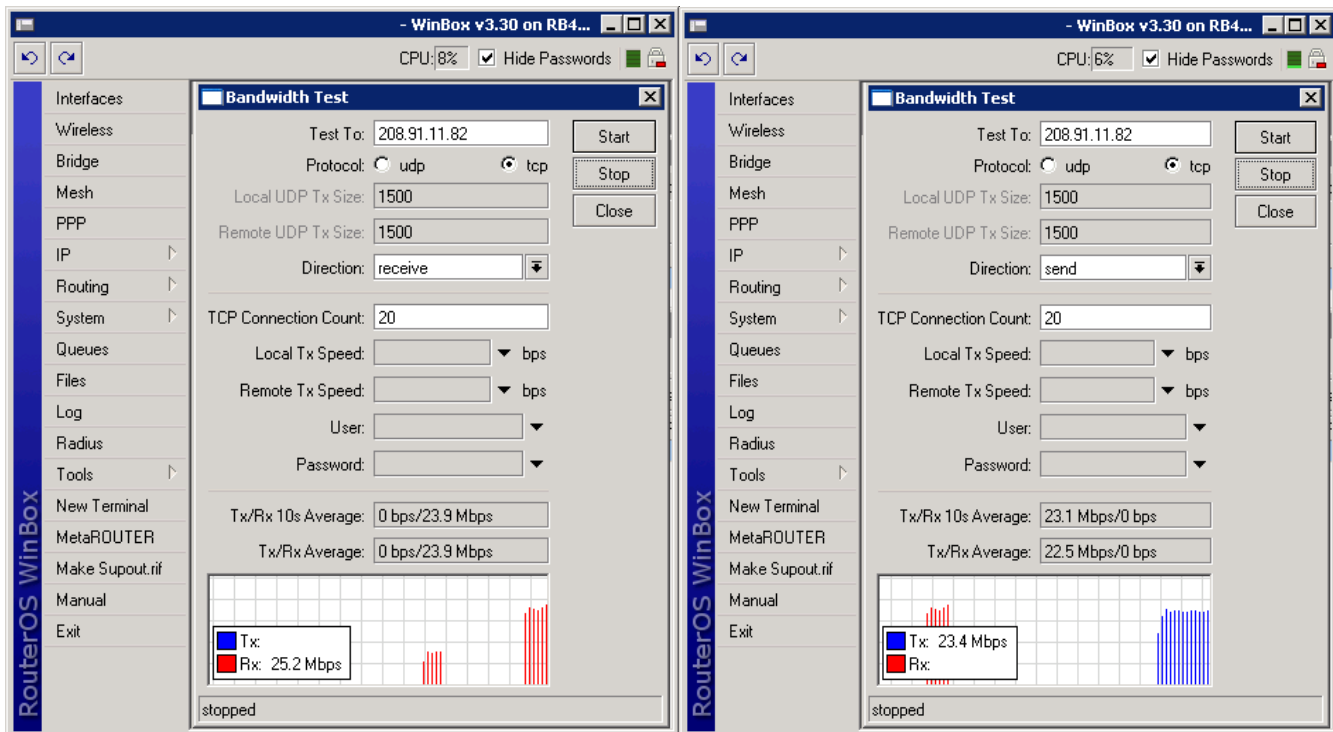 - WinBox v3.30 on RB4...
CPU: 8% Hide Passwords
Interfaces
Wireless
Bridge
Mesh
PPP
IP
Routing
System
Queues
Files
Log
Radius
Tools
New Terminal
MetaROUTER
Make Supout.rif
Manual
Exit
RouterOS WinBox
Bandwidth Test
Test To: 208.91.11.82
Protocol: udp tcp
Local UDP Tx Size: 1500
Remote UDP Tx Size: 1500
Direction: receive
TCP Connection Count: 20
Local Tx Speed: bps
Remote Tx Speed: bps
User:
Password:
Tx/Rx 10s Average: 0 bps/23.9 Mbps
Tx/Rx Average: 0 bps/23.9 Mbps
Tx:
Rx: 25.2 Mbps
stopped
Start
Stop
Close
- WinBox v3.30 on RB4...
CPU: 6% Hide Passwords
Interfaces
Wireless
Bridge
Mesh
PPP
IP
Routing
System
Queues
Files
Log
Radius
Tools
New Terminal
MetaROUTER
Make Supout.rif
Manual
Exit
RouterOS WinBox
Bandwidth Test
Test To: 208.91.11.82
Protocol: udp tcp
Local UDP Tx Size: 1500
Remote UDP Tx Size: 1500
Direction: send
TCP Connection Count: 20
Local Tx Speed: bps
Remote Tx Speed: bps
User:
Password:
Tx/Rx 10s Average: 23.1 Mbps/0 bps
Tx/Rx Average: 22.5 Mbps/0 bps
Tx: 23.4 Mbps
Rx:
stopped
Start
Stop
Close